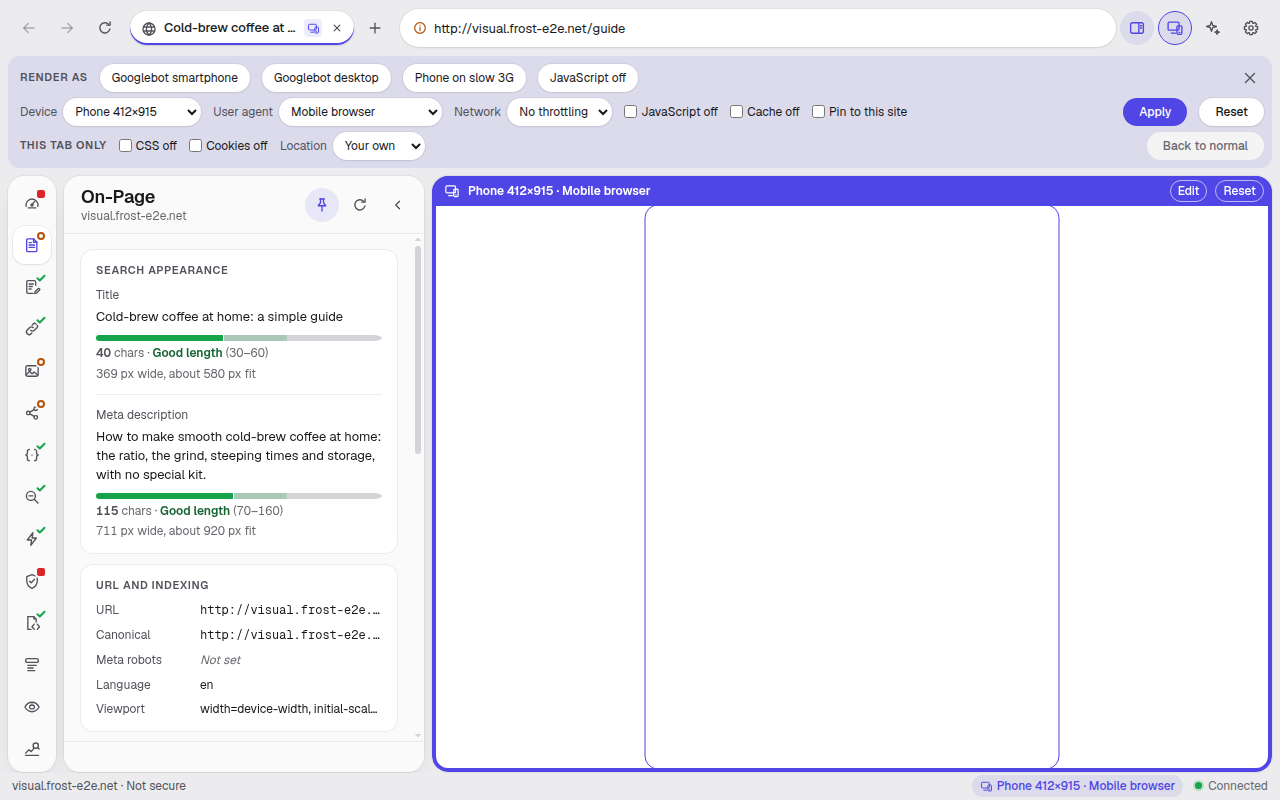 Cold-brew coffee at …
http://visual.frost-e2e.net/guide
RENDER AS
Googlebot smartphone
Googlebot desktop
Phone on slow 3G
JavaScript off
Device
Phone 412×915
User agent
Mobile browser
Network
No throttling
JavaScript off
Cache off
Pin to this site
Apply
Reset
THIS TAB ONLY
CSS off
Cookies off
Location
Your own
Back to normal
On-Page
visual.frost-e2e.net
SEARCH APPEARANCE
Title
Cold-brew coffee at home: a simple guide
40 chars · Good length (30–60)
369 px wide, about 580 px fit
Meta description
How to make smooth cold-brew coffee at home:
the ratio, the grind, steeping times and storage,
with no special kit.
115 chars · Good length (70–160)
711 px wide, about 920 px fit
URL AND INDEXING
URL http://visual.frost-e2e.…
Canonical http://visual.frost-e2e.…
Meta robots Not set
Language en
Viewport width=device-width, initial-scal…
Phone 412×915 · Mobile browser
Edit
Reset
visual.frost-e2e.net · Not secure
Phone 412×915 · Mobile browser
Connected